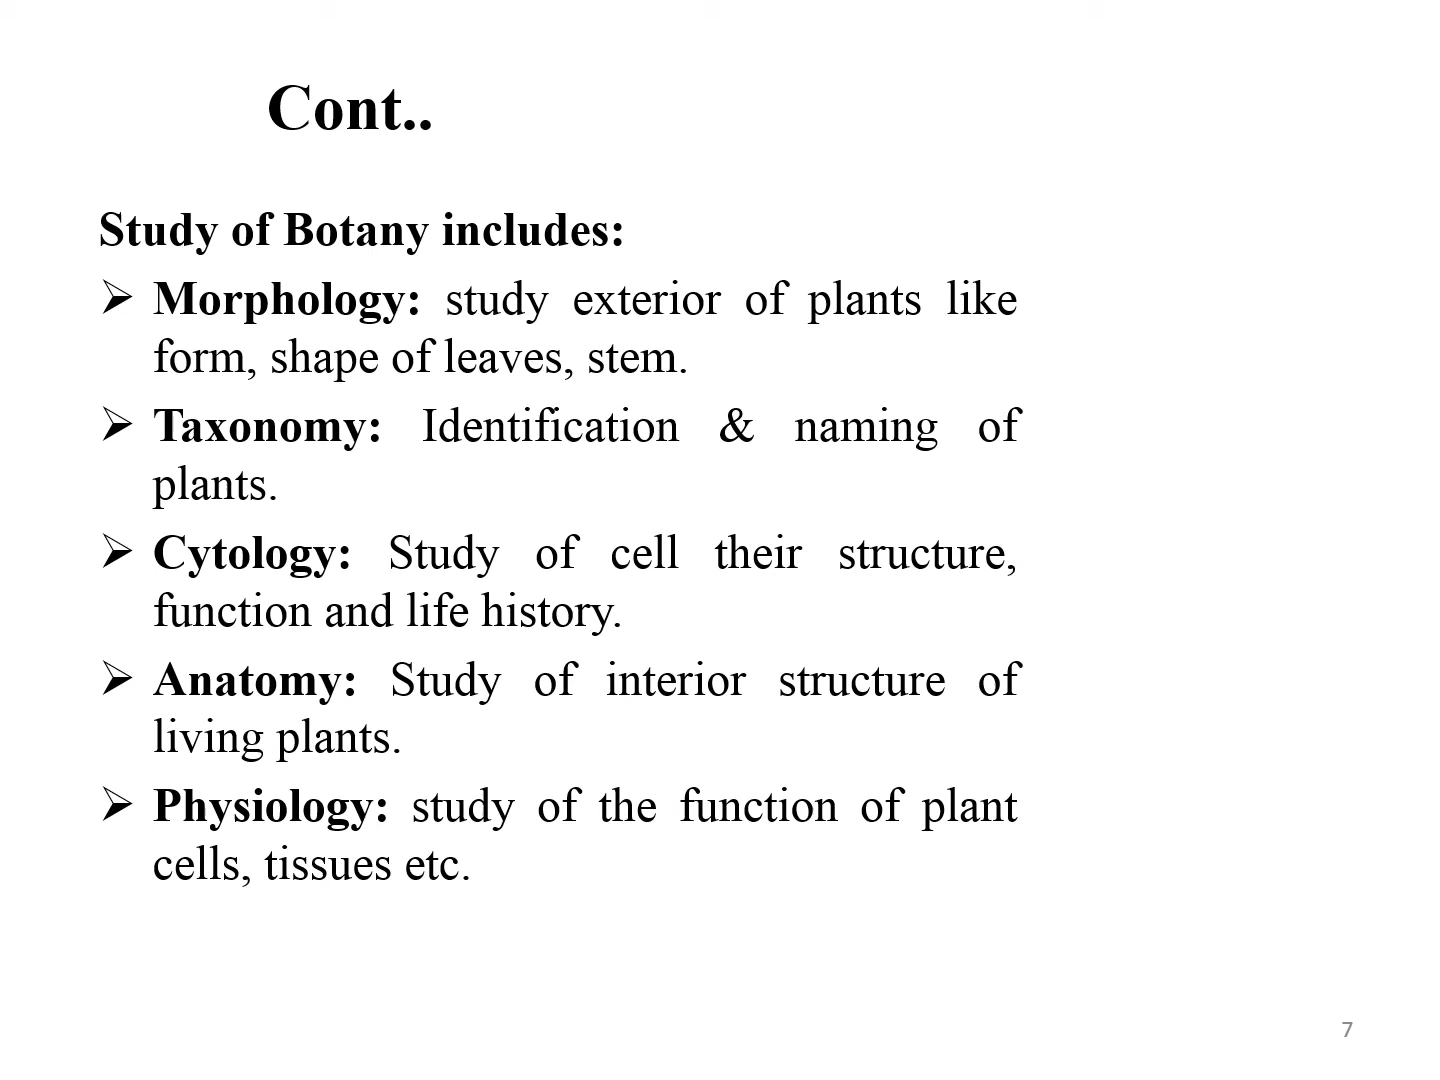 Cont..
Study of Botany includes:
➢ Morphology: study exterior of plants like
form, shape of leaves, stem.
➢ Taxonomy: Identification & naming of
plants.
➢ Cytology: Study of cell their structure,
function and life history.
➢ Anatomy: Study of interior structure of
living plants.
➢ Physiology: study of the function of plant
cells, tissues etc.
7